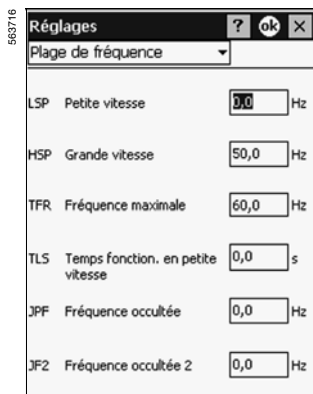 563716
Réglages ? ok ×
Plage de fréquence
LSP Petite vitesse 0,0 Hz
HSP Grande vitesse 50,0 Hz
TFR Fréquence maximale 60,0 Hz
TLS Temps fonction. en petite 0,0 s
vitesse
JPF Fréquence occultée 0,0 Hz
JF2 Fréquence occultée 2 0,0 Hz